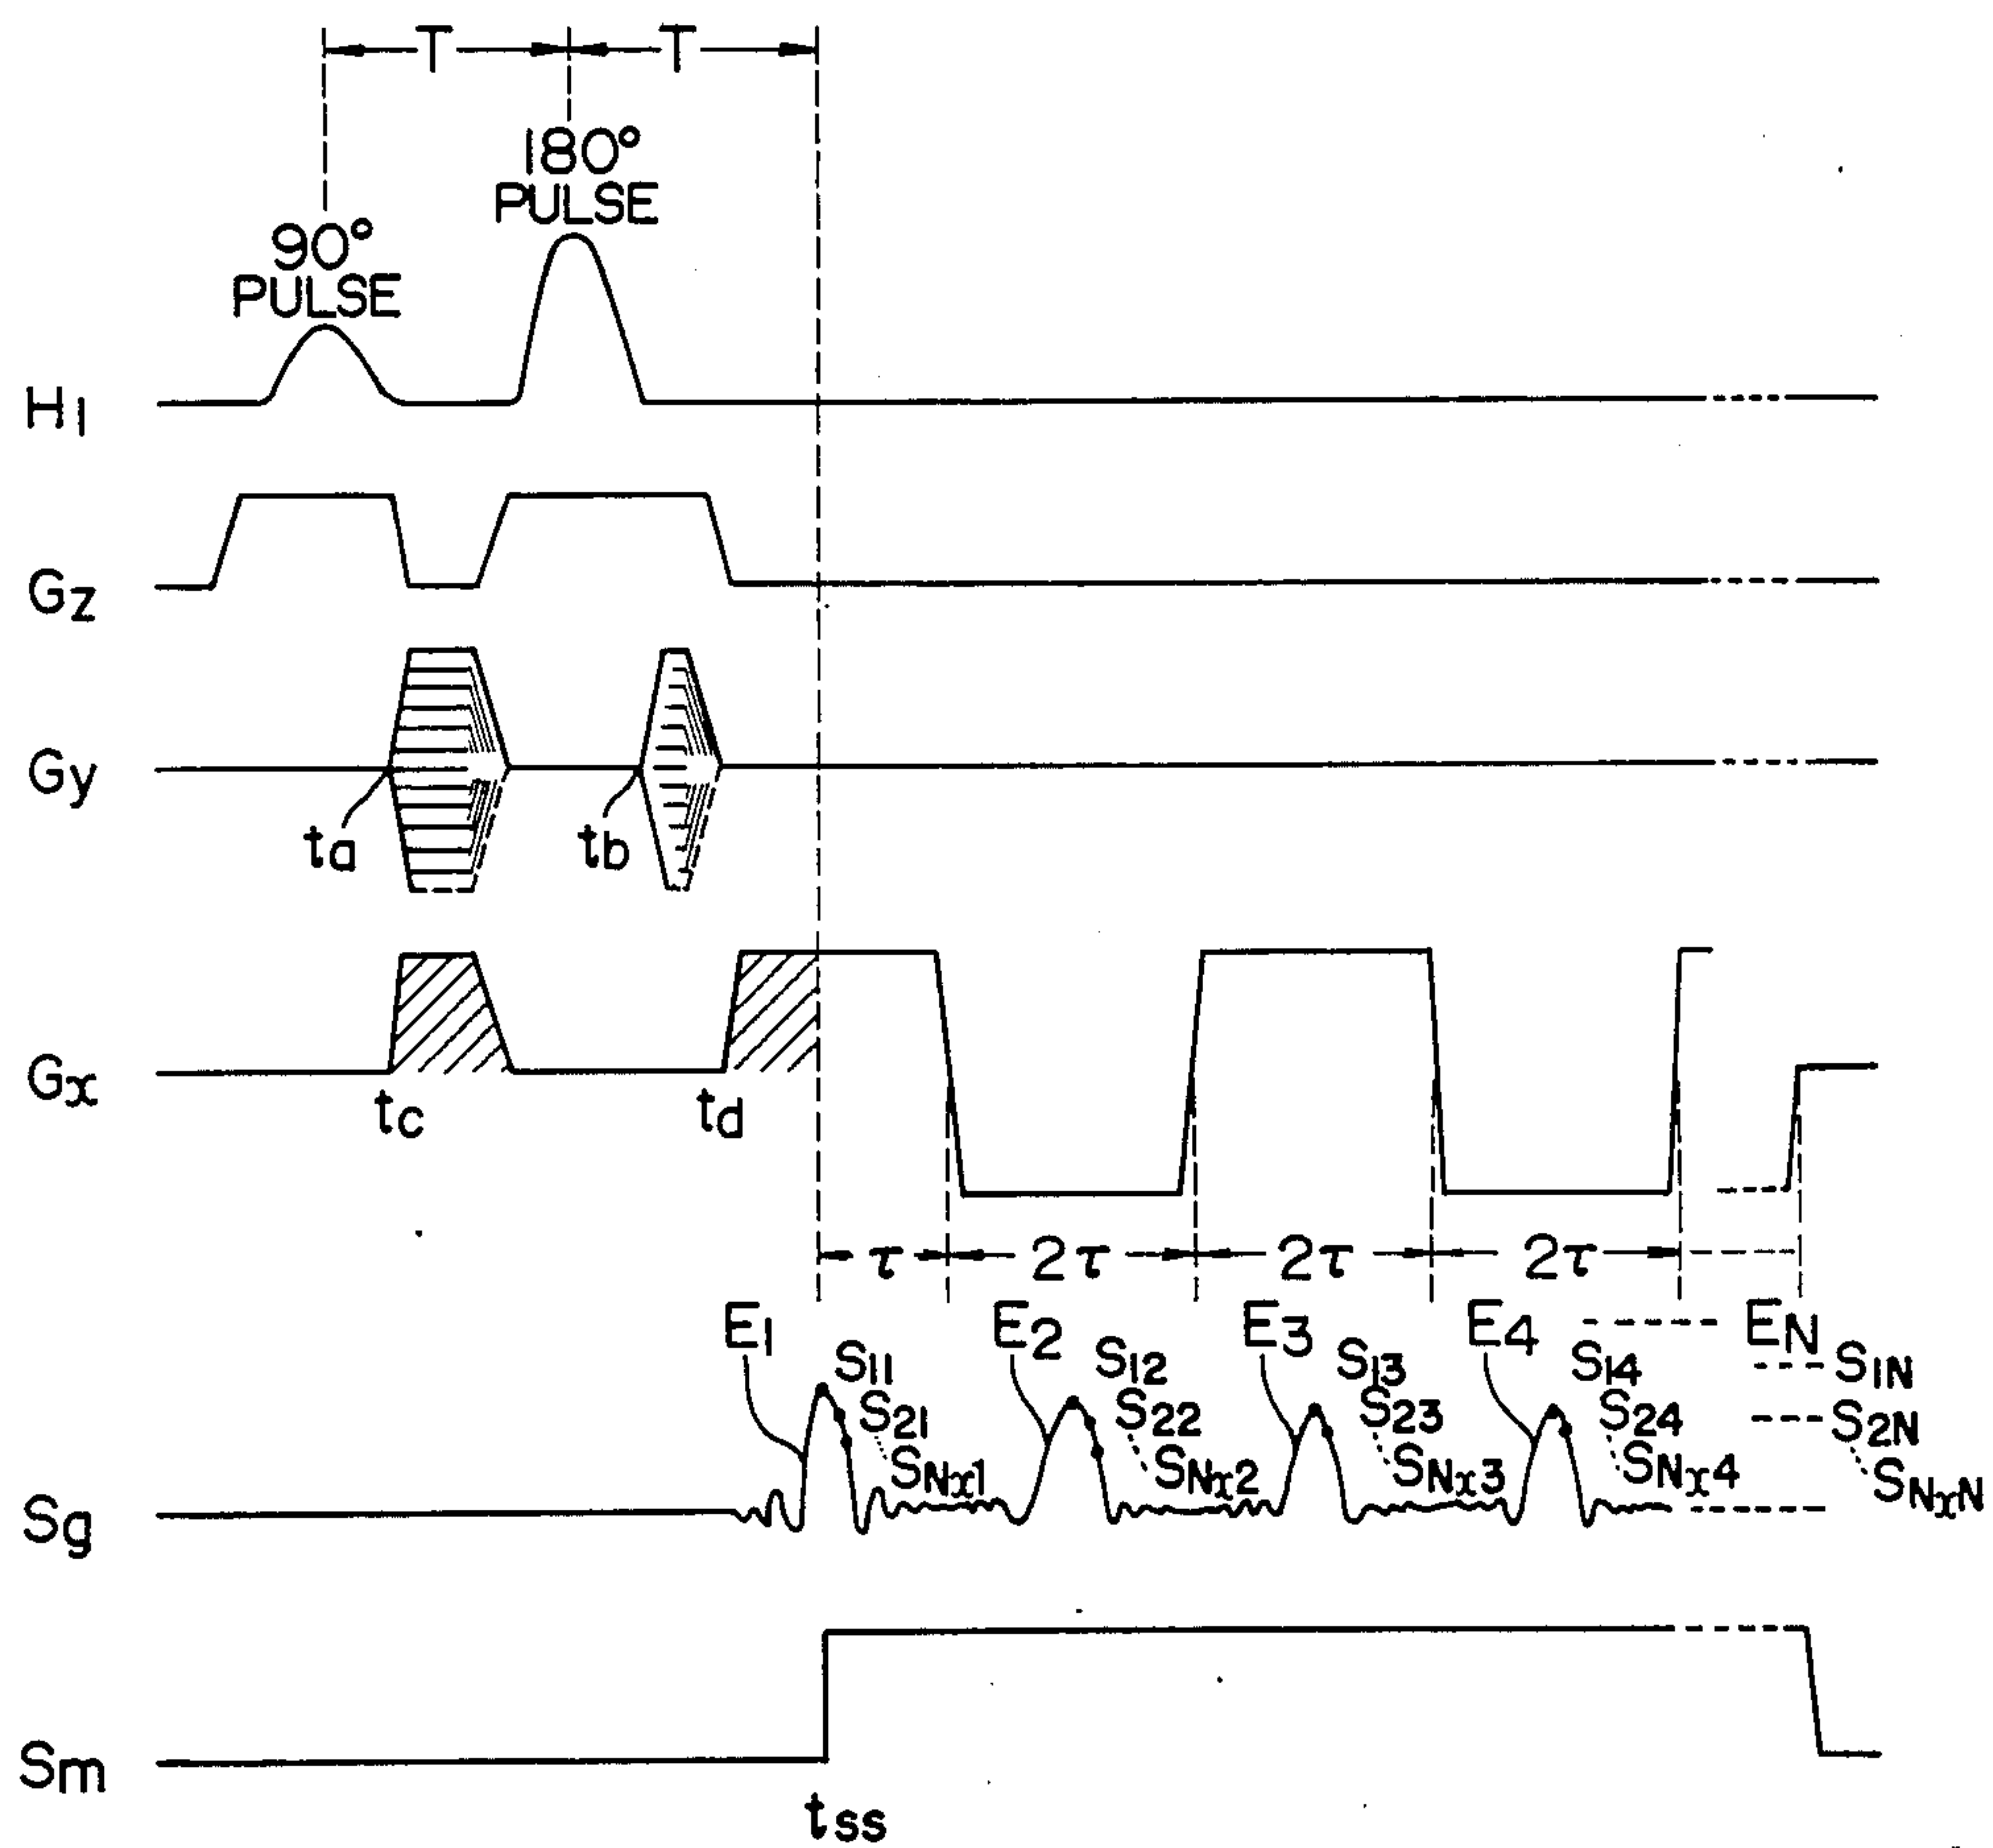 T T
180°
PULSE
90°
PULSE
H1
Gz
Gy
ta tb
Gx
tc td
τ 2τ 2τ 2τ
E1 E2 E3 E4 EN
S11 S12 S13 S14 S1N
S21 S22 S23 S24 S2N
SNx1 SNx2 SNx3 SNx4 SNxN
Sg
Sm
tss